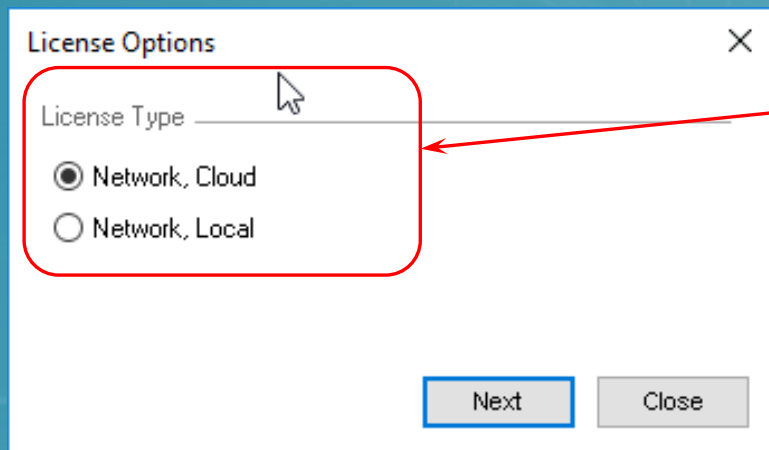 License Options
License Type
Network, Cloud
Network, Local
Next Close